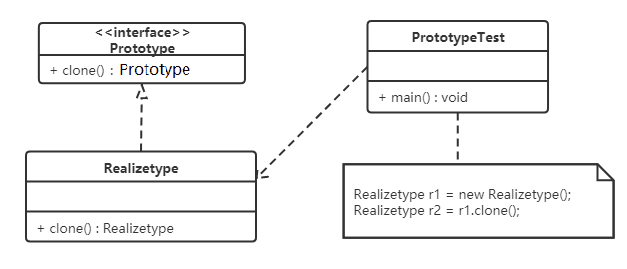 <<interface>>
Prototype
+ clone() : Prototype
PrototypeTest
+ main() : void
Realizetype
+ clone() : Realizetype
Realizetype r1 = new Realizetype();
Realizetype r2 = r1.clone();